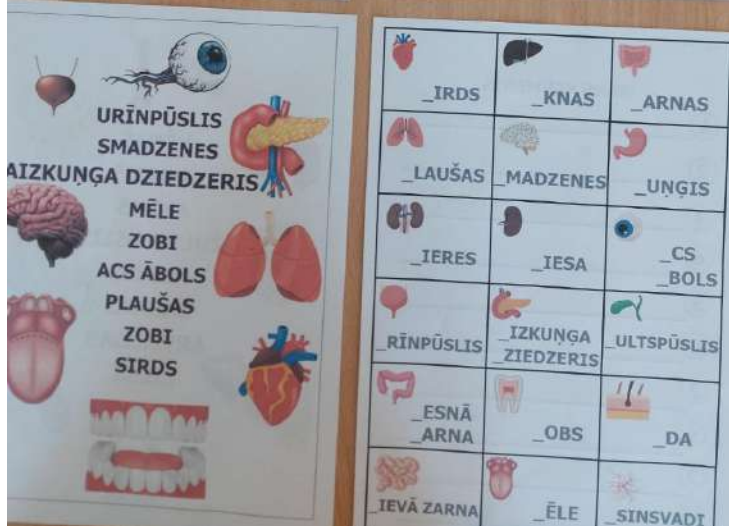 URĪNPŪSLIS
SMADZENES
AIZKUŅĢA DZIEDZERIS
MĒLE
ZOBI
ACS ĀBOLS
PLAUŠAS
ZOBI
SIRDS
_IRDS
_KNAS
_ARNAS
_LAUŠAS
_MADZENES
_UŅĢIS
_IERES
_IESA
_CS
_BOLS
_RĪNPŪSLIS
_IZKUŅĢA
_ZIEDZERIS
_ULTSPŪSLIS
_ESNĀ
_ARNA
_OBS
_DA
_IEVĀ ZARNA
_ĒLE
_SINSVADI